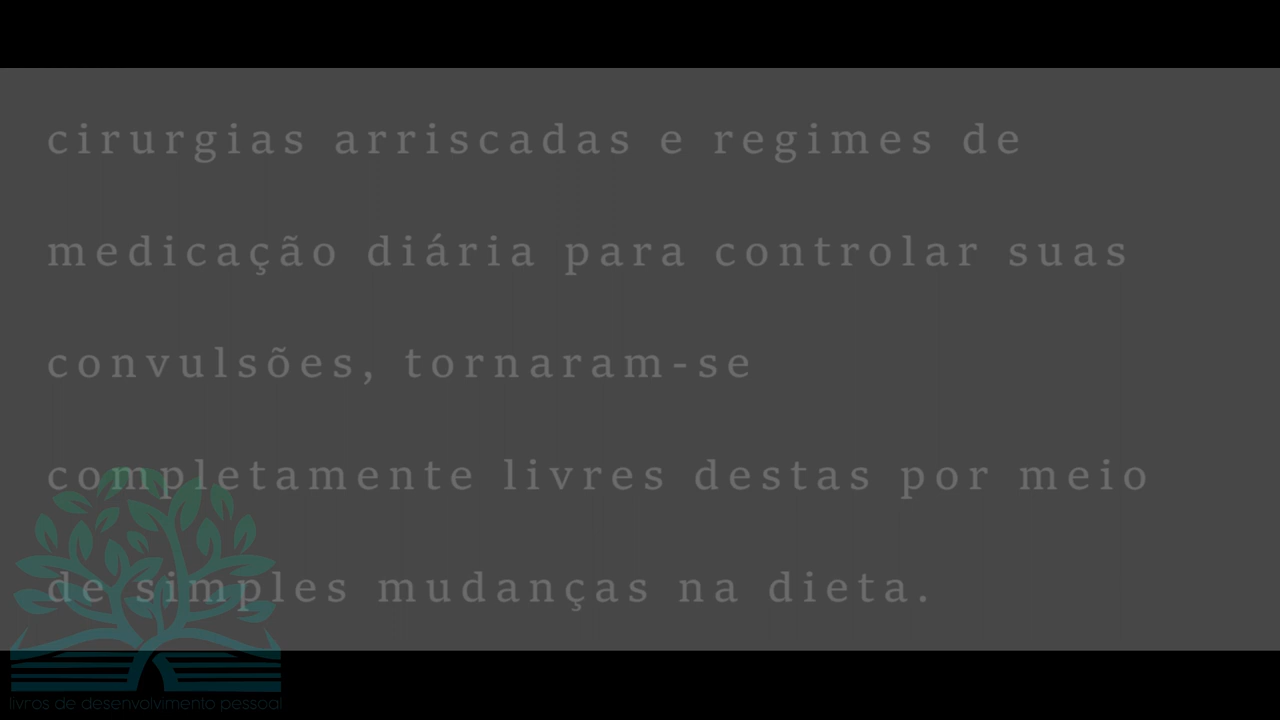 cirurgias arriscadas e regimes de
medicação diária para controlar suas
convulsões, tornaram-se
completamente livres destas por meio
de simples mudanças na dieta.
livros de desenvolvimento pessoal